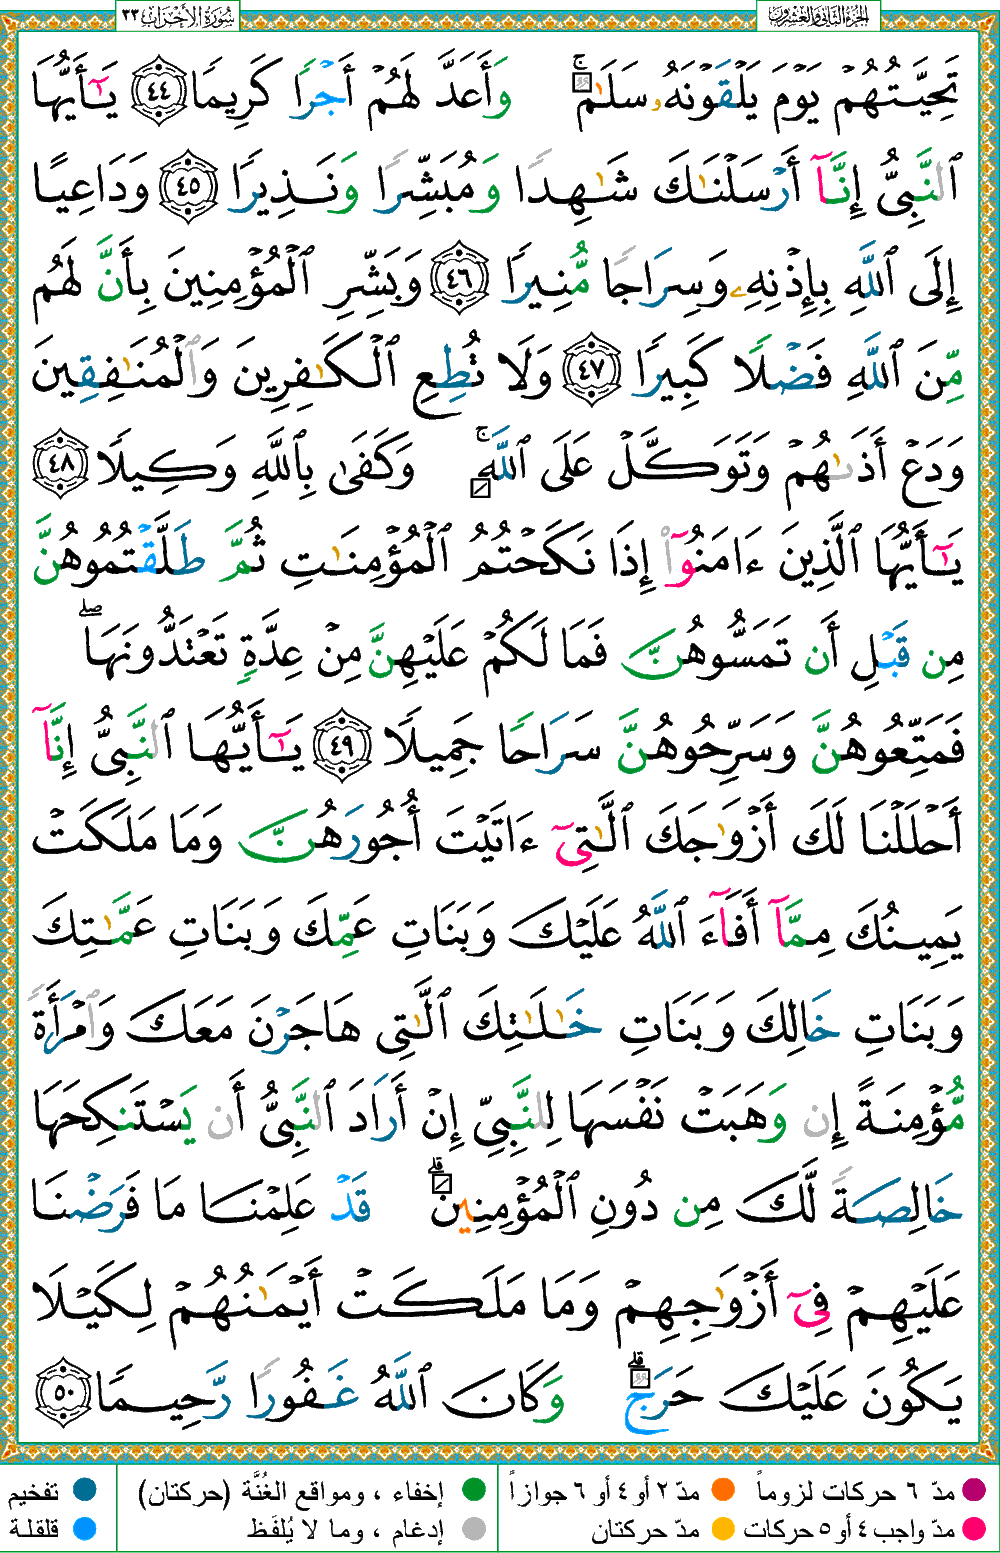 الجزء الثاني والعشرون
سُورَةُ الأَحْزَاب ٣٣
تَحِيَّتُهُمْ يَوْمَ يَلْقَوْنَهُۥ سَلَٰمٌۚ وَأَعَدَّ لَهُمْ أَجْرًا كَرِيمًا ٤٤ يَٰٓأَيُّهَا
ٱلنَّبِىُّ إِنَّآ أَرْسَلْنَٰكَ شَٰهِدًا وَمُبَشِّرًا وَنَذِيرًا ٤٥ وَدَاعِيًا
إِلَى ٱللَّهِ بِإِذْنِهِۦ وَسِرَاجًا مُّنِيرًا ٤٦ وَبَشِّرِ ٱلْمُؤْمِنِينَ بِأَنَّ لَهُم
مِّنَ ٱللَّهِ فَضْلًا كَبِيرًا ٤٧ وَلَا تُطِعِ ٱلْكَٰفِرِينَ وَٱلْمُنَٰفِقِينَ
وَدَعْ أَذَىٰهُمْ وَتَوَكَّلْ عَلَى ٱللَّهِۚ وَكَفَىٰ بِٱللَّهِ وَكِيلًا ٤٨
يَٰٓأَيُّهَا ٱلَّذِينَ ءَامَنُوٓا۟ إِذَا نَكَحْتُمُ ٱلْمُؤْمِنَٰتِ ثُمَّ طَلَّقْتُمُوهُنَّ
مِن قَبْلِ أَن تَمَسُّوهُنَّ فَمَا لَكُمْ عَلَيْهِنَّ مِنْ عِدَّةٍ تَعْتَدُّونَهَاۖ
فَمَتِّعُوهُنَّ وَسَرِّحُوهُنَّ سَرَاحًا جَمِيلًا ٤٩ يَٰٓأَيُّهَا ٱلنَّبِىُّ إِنَّآ
أَحْلَلْنَا لَكَ أَزْوَٰجَكَ ٱلَّٰتِىٓ ءَاتَيْتَ أُجُورَهُنَّ وَمَا مَلَكَتْ
يَمِينُكَ مِمَّآ أَفَآءَ ٱللَّهُ عَلَيْكَ وَبَنَاتِ عَمِّكَ وَبَنَاتِ عَمَّٰتِكَ
وَبَنَاتِ خَالِكَ وَبَنَاتِ خَٰلَٰتِكَ ٱلَّٰتِى هَاجَرْنَ مَعَكَ وَٱمْرَأَةً
مُّؤْمِنَةً إِن وَهَبَتْ نَفْسَهَا لِلنَّبِىِّ إِنْ أَرَادَ ٱلنَّبِىُّ أَن يَسْتَنكِحَهَا
خَالِصَةً لَّكَ مِن دُونِ ٱلْمُؤْمِنِينَۗ قَدْ عَلِمْنَا مَا فَرَضْنَا
عَلَيْهِمْ فِىٓ أَزْوَٰجِهِمْ وَمَا مَلَكَتْ أَيْمَٰنُهُمْ لِكَيْلَا
يَكُونَ عَلَيْكَ حَرَجٌۗ وَكَانَ ٱللَّهُ غَفُورًا رَّحِيمًا ٥٠
مدّ ٦ حركات لزوماً
مدّ ٢ أو ٤ أو ٦ جوازاً
إخفاء ، ومواقع الغُنَّة (حركتان)
تفخيم
مدّ واجب ٤ أو ٥ حركات
مدّ حركتان
إدغام ، وما لا يُلفَظ
قلقلة